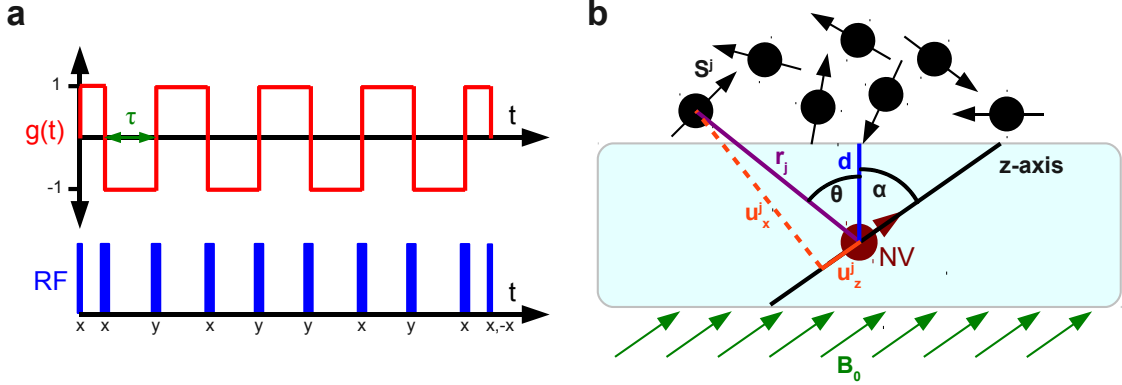 a
1
g(t)
τ
t
-1
RF
t
x x y x y y x y x x,-x
b
S^j
r_j
d
θ
α
z-axis
u^j_x
u^j_z
NV
B_0